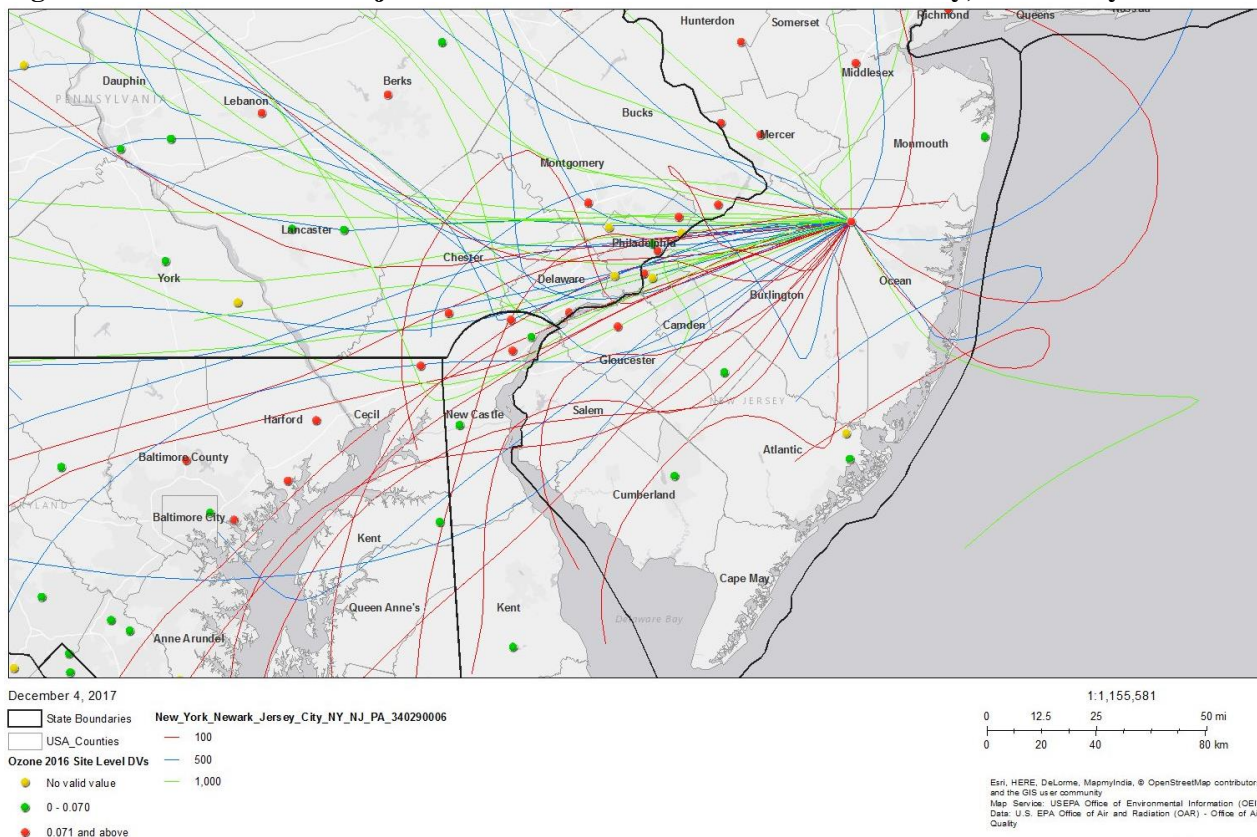 Hunterdon
Somerset
Richmond
Queens
Dauphin
Berks
Middlesex
PENNSYLVANIA
Lebanon
Bucks
Mercer
Monmouth
Montgomery
Lancaster
Philadelphia
Chester
York
Delaware
Ocean
Burlington
Camden
Gloucester
NEW JERSEY
Harford
Cecil
New Castle
Salem
Baltimore County
Atlantic
Cumberland
Baltimore City
Kent
Cape May
Queen Anne's
Kent
Delaware Bay
Anne Arundel
December 4, 2017
State Boundaries
USA_Counties
Ozone 2016 Site Level DVs
No valid value
0 - 0.070
0.071 and above
New_York_Newark_Jersey_City_NY_NJ_PA_340290006
100
500
1,000
1:1,155,581
0 12.5 25 50 mi
0 20 40 80 km
Esri, HERE, DeLorme, MapmyIndia, © OpenStreetMap contributor
and the GIS user community
Map Service: USEPA Office of Environmental Information (OEI
Data: U.S. EPA Office of Air and Radiation (OAR) - Office of Ai
Quality